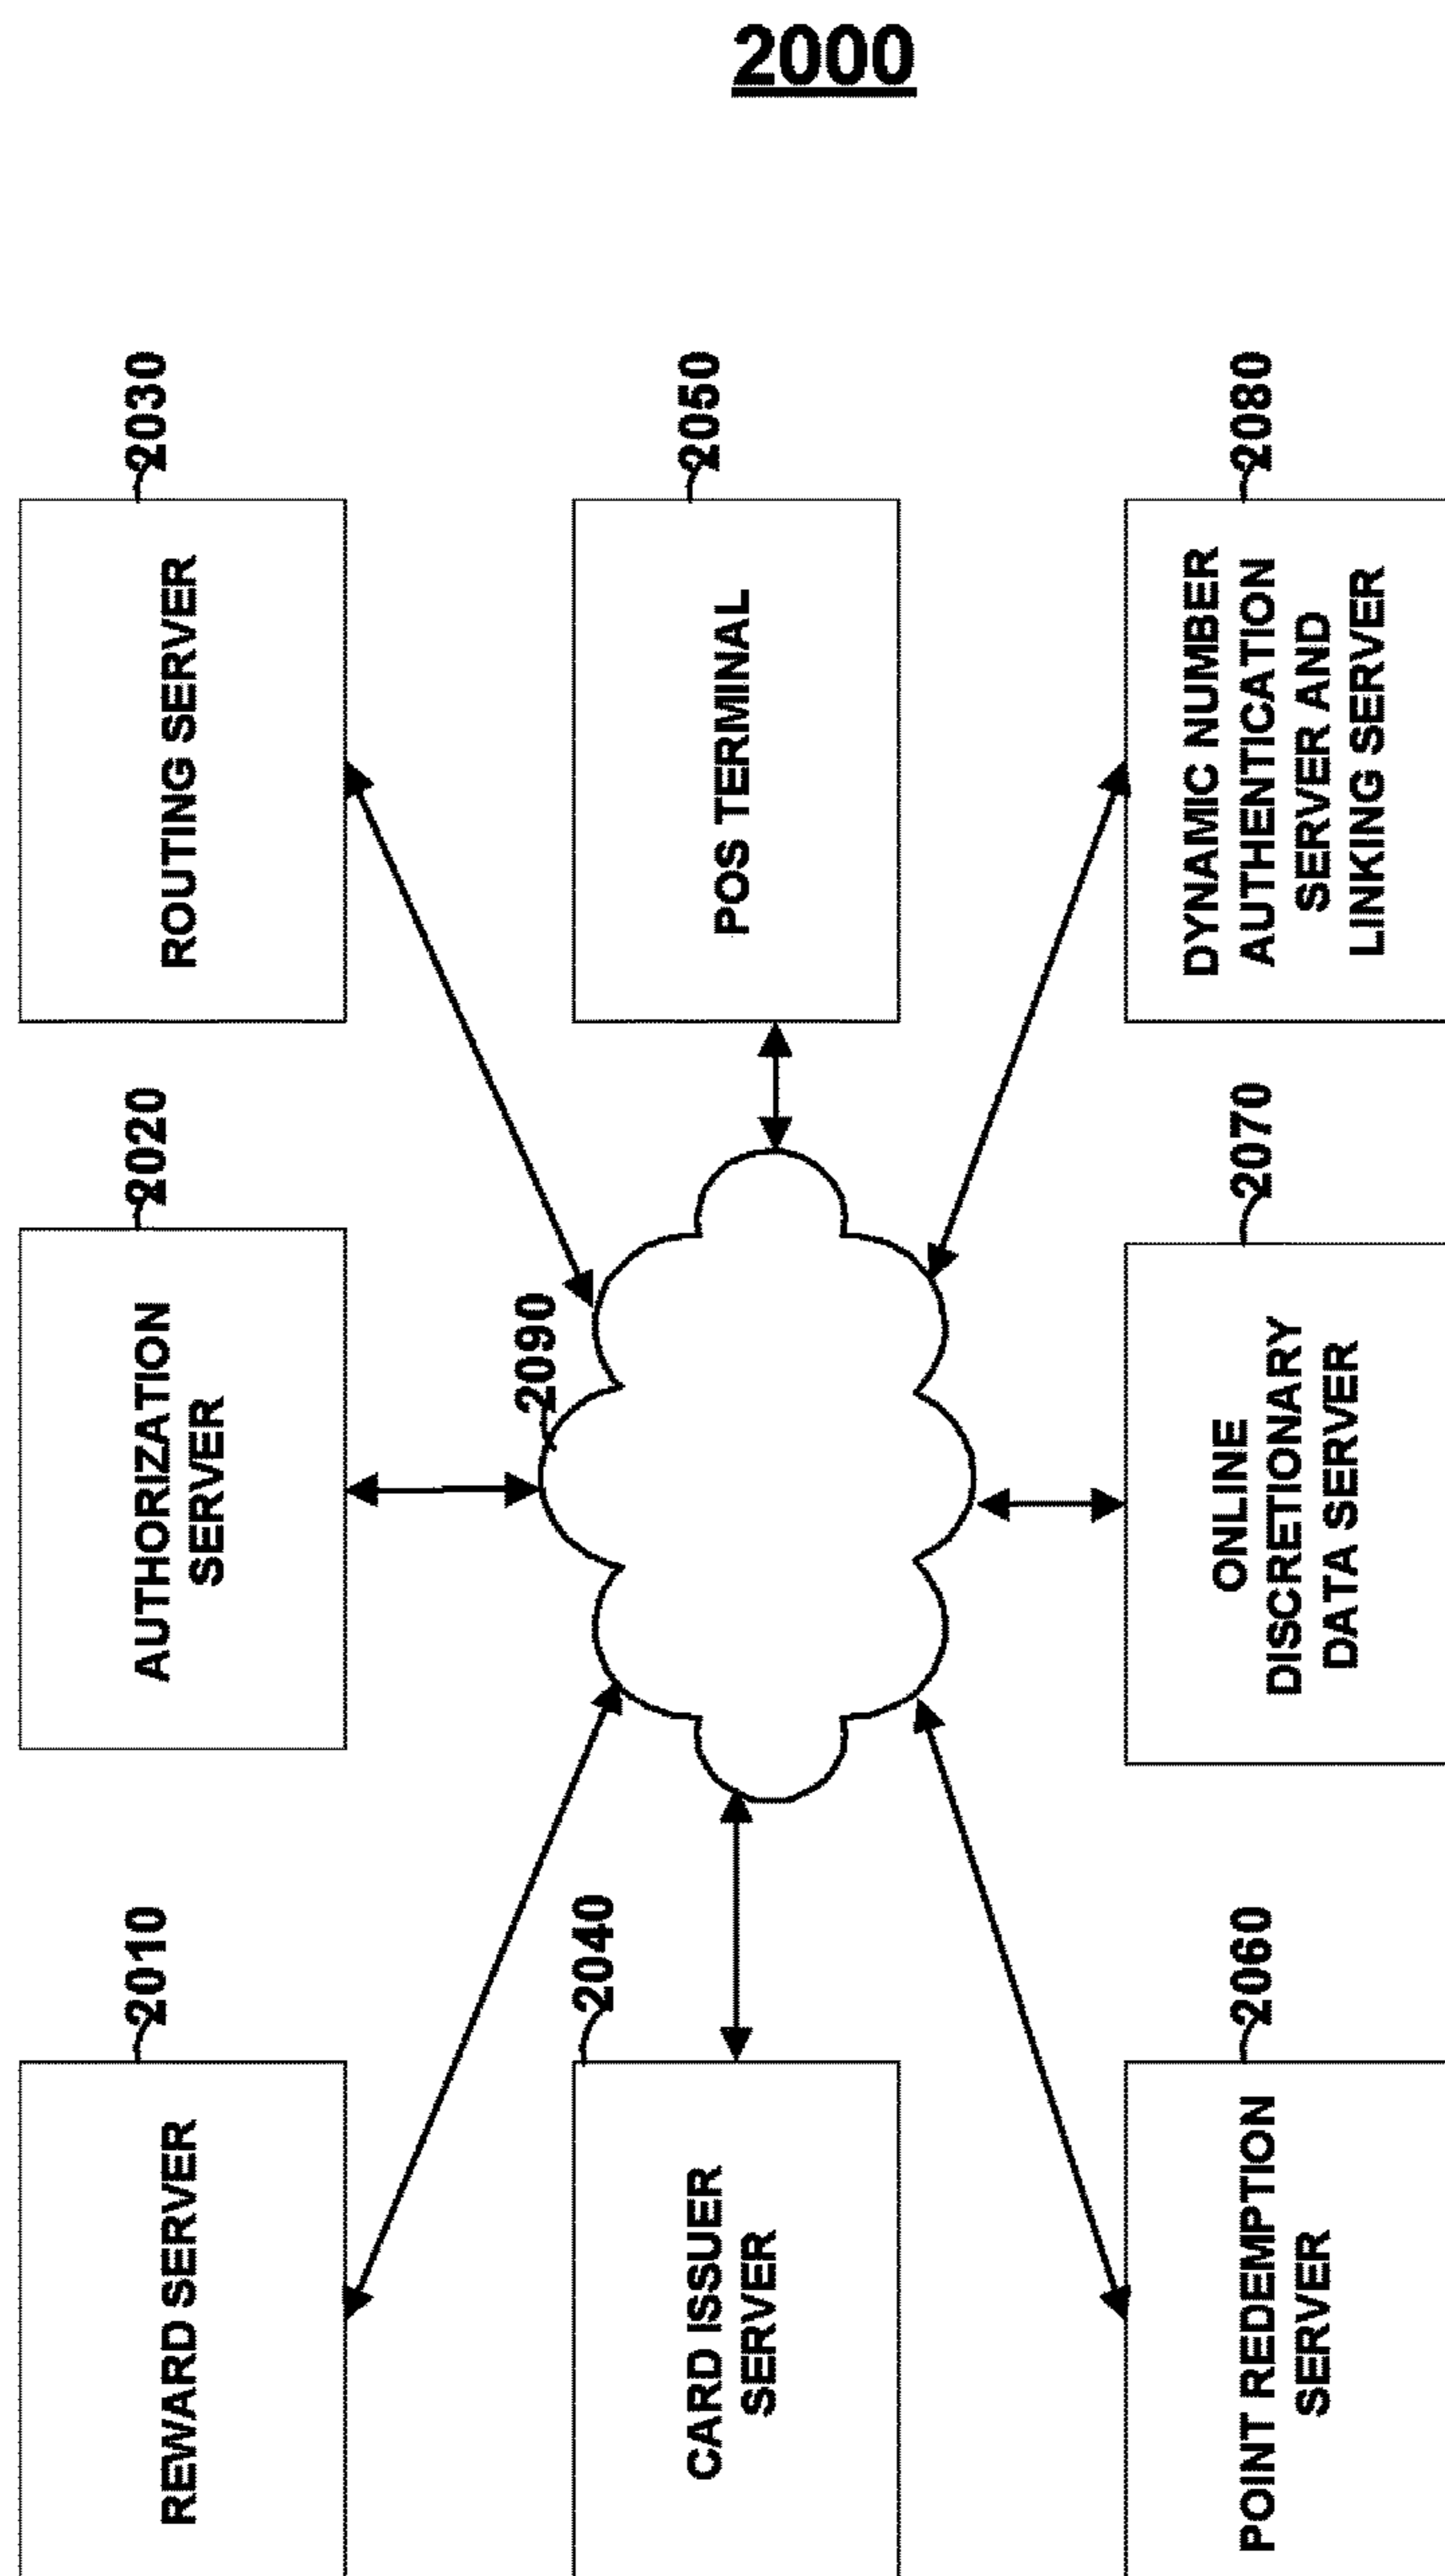 2000
2010
REWARD SERVER
2020
AUTHORIZATION
SERVER
2030
ROUTING SERVER
2040
CARD ISSUER
SERVER
2090
2050
POS TERMINAL
2060
POINT REDEMPTION
SERVER
2070
ONLINE
DISCRETIONARY
DATA SERVER
2080
DYNAMIC NUMBER
AUTHENTICATION
SERVER AND
LINKING SERVER